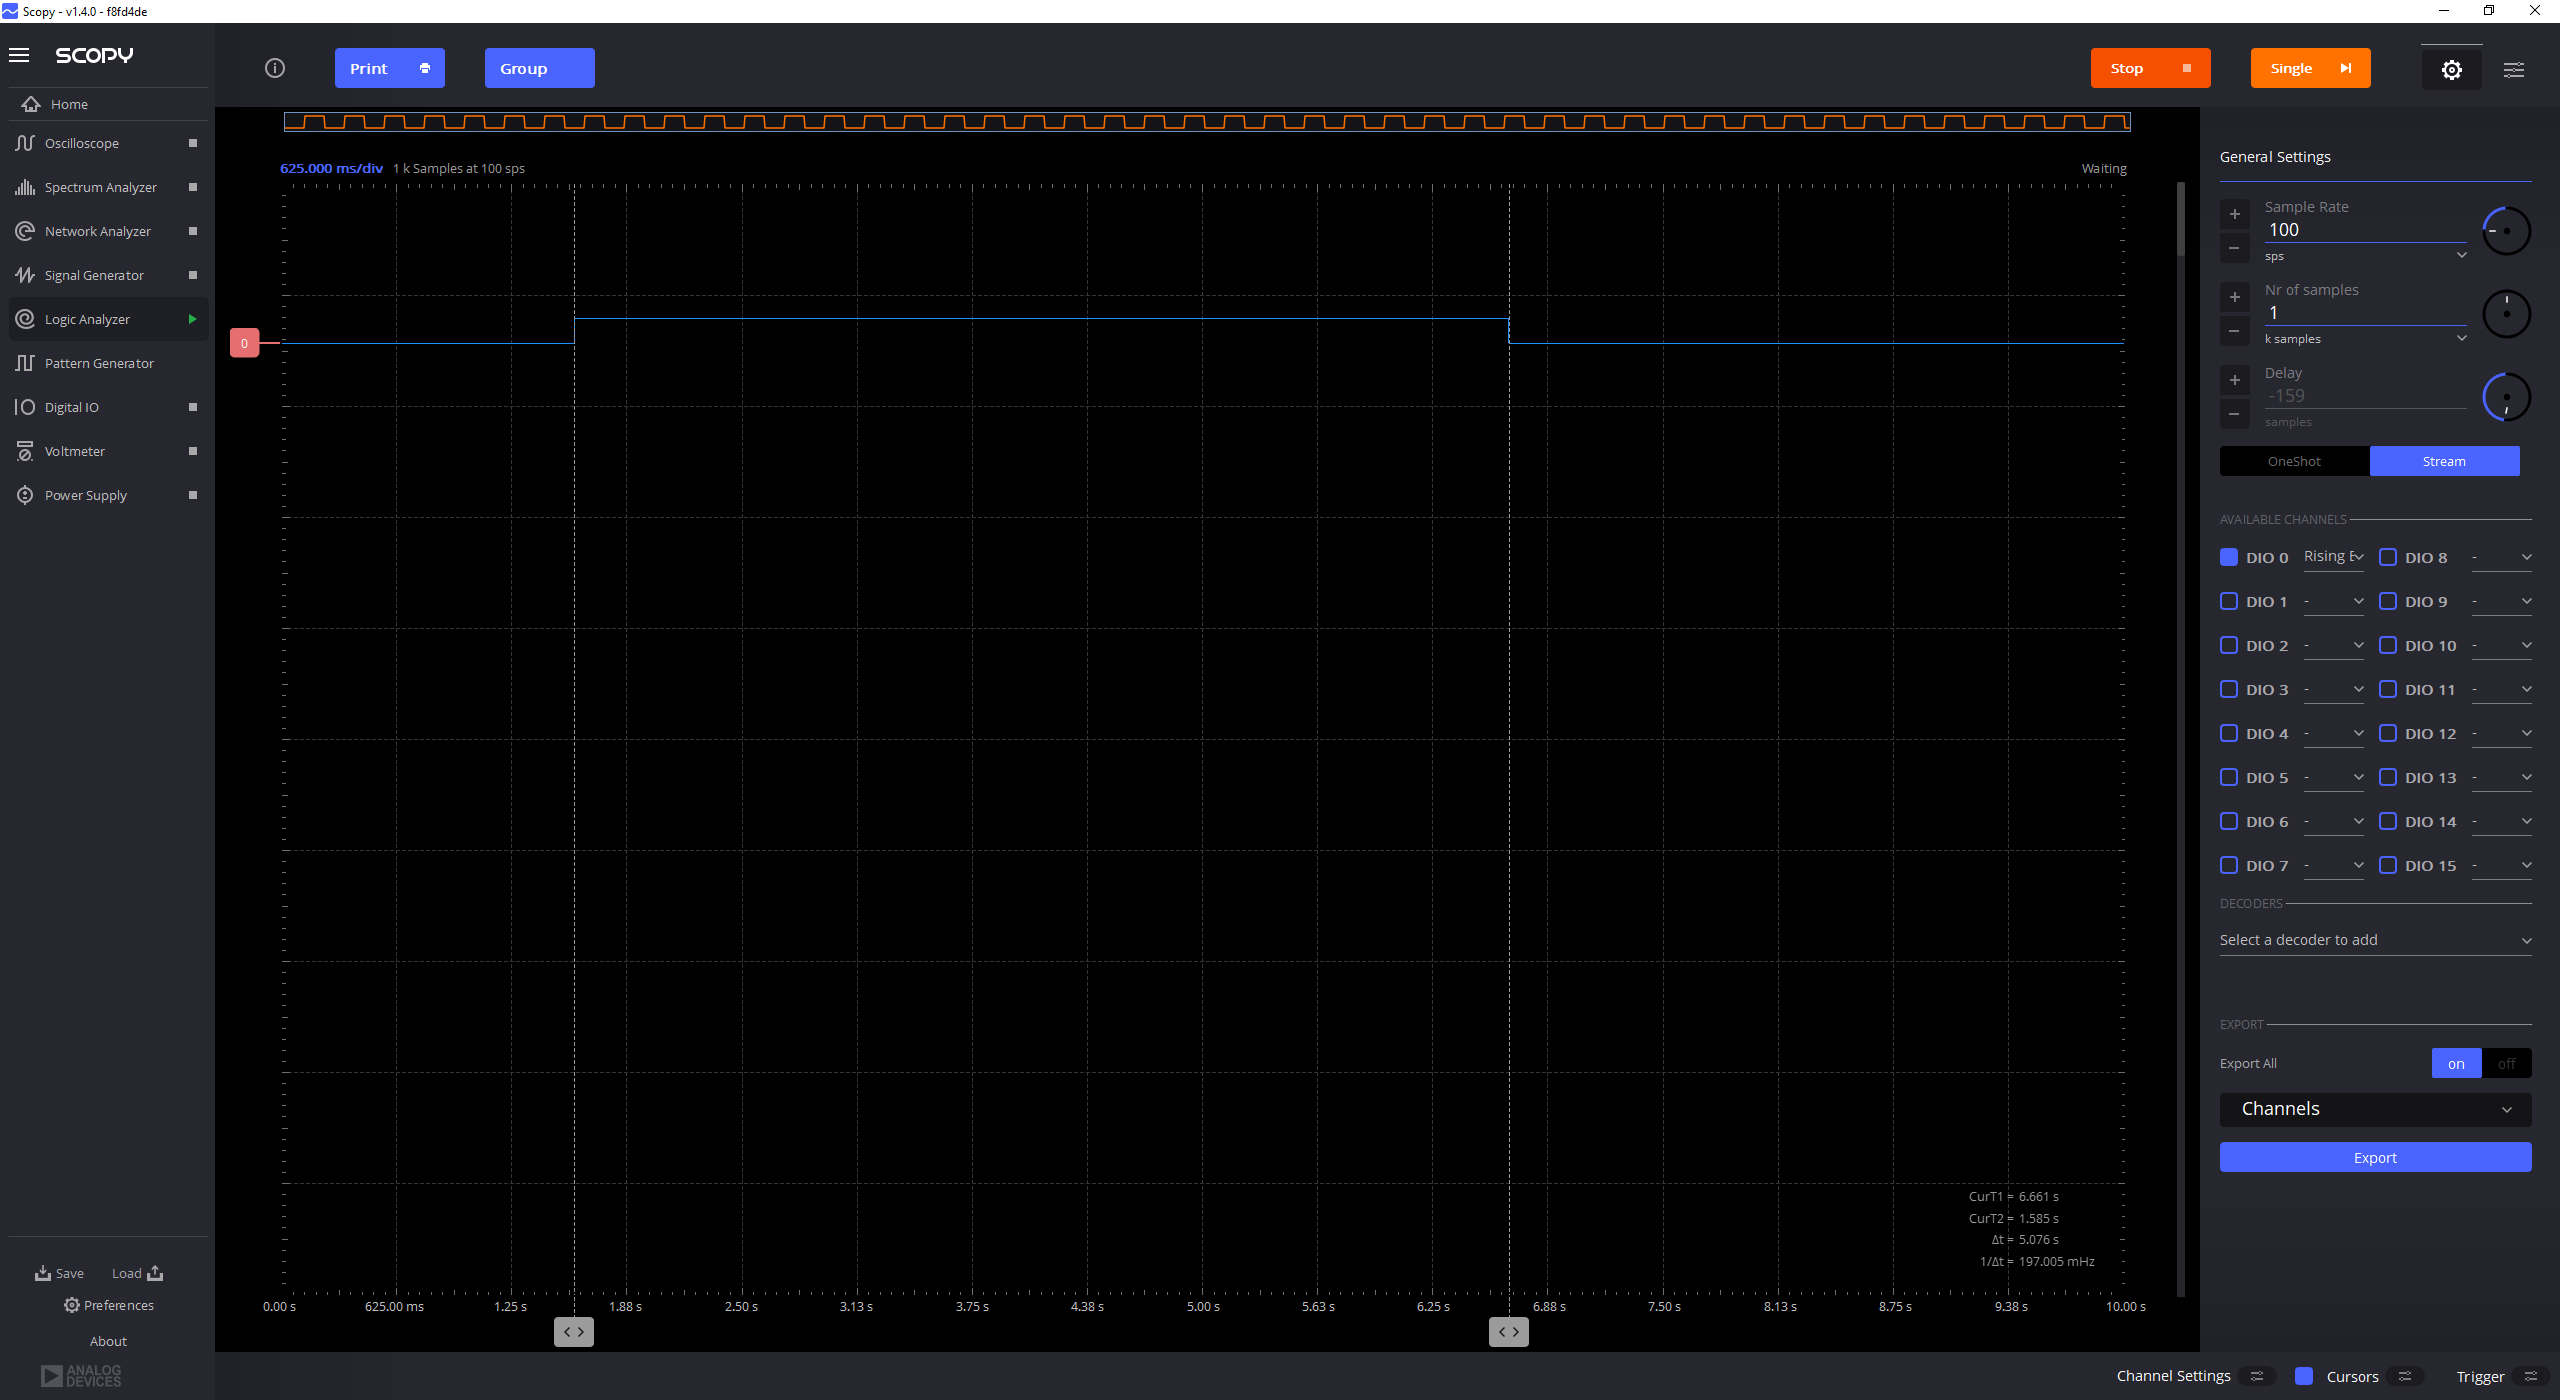 Scopy - v1.4.0 - f8fd4de
SCOPY
Print
Group
Stop
Single
Home
Oscilloscope
Spectrum Analyzer
Network Analyzer
Signal Generator
Logic Analyzer
Pattern Generator
Digital IO
Voltmeter
Power Supply
Save
Load
Preferences
About
ANALOG
DEVICES
625.000 ms/div 1 k Samples at 100 sps
Waiting
0
CurT1 = 6.661 s
CurT2 = 1.585 s
Δt = 5.076 s
1/Δt = 197.005 mHz
0.00 s 625.00 ms 1.25 s 1.88 s 2.50 s 3.13 s 3.75 s 4.38 s 5.00 s 5.63 s 6.25 s 6.88 s 7.50 s 8.13 s 8.75 s 9.38 s 10.00 s
General Settings
Sample Rate
100
sps
Nr of samples
1
k samples
Delay
-159
samples
OneShot Stream
AVAILABLE CHANNELS
DIO 0 Rising E DIO 8 -
DIO 1 - DIO 9 -
DIO 2 - DIO 10 -
DIO 3 - DIO 11 -
DIO 4 - DIO 12 -
DIO 5 - DIO 13 -
DIO 6 - DIO 14 -
DIO 7 - DIO 15 -
DECODERS
Select a decoder to add
EXPORT
Export All on off
Channels
Export
Channel Settings Cursors Trigger